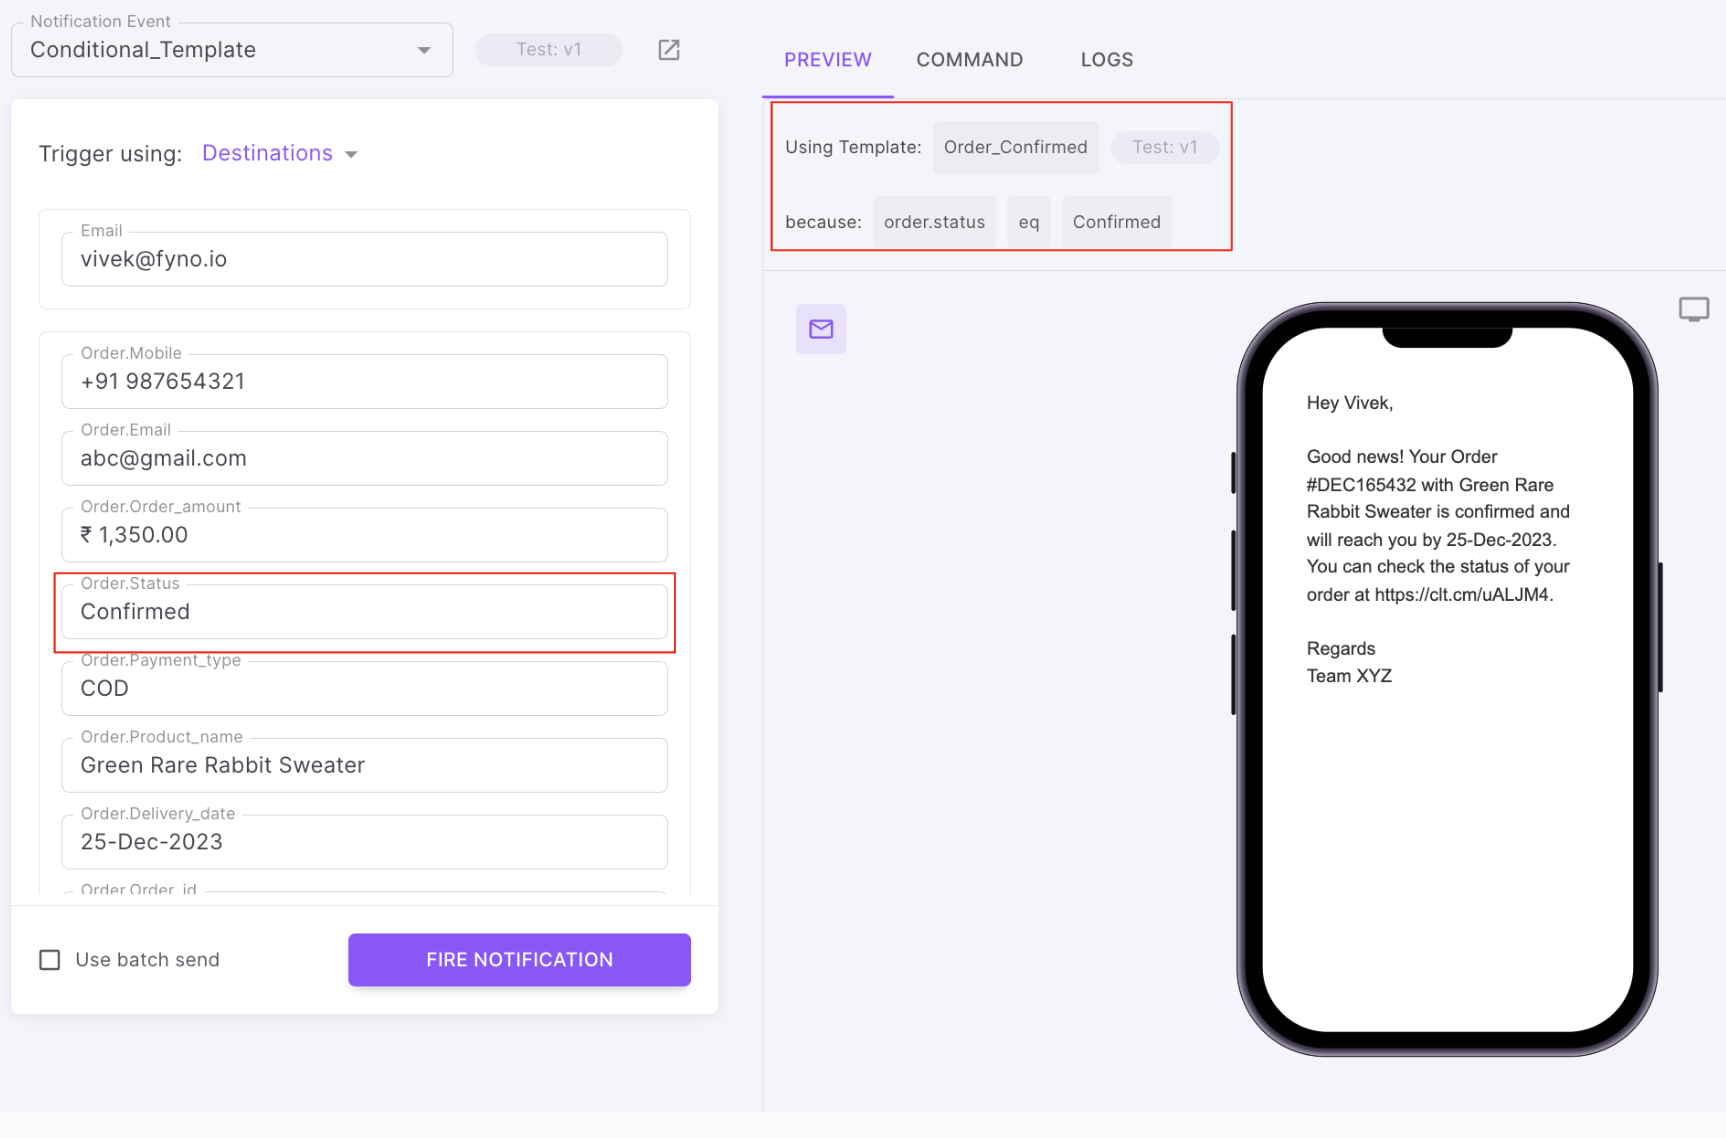 Notification Event
Conditional_Template
Test: v1
PREVIEW
COMMAND
LOGS
Trigger using: Destinations
Using Template: Order_Confirmed Test: v1
because: order.status eq Confirmed
Email
vivek@fyno.io
Order.Mobile
+91 987654321
Order.Email
abc@gmail.com
Order.Order_amount
₹ 1,350.00
Order.Status
Confirmed
Order.Payment_type
COD
Order.Product_name
Green Rare Rabbit Sweater
Order.Delivery_date
25-Dec-2023
Order.Order_id
Use batch send
FIRE NOTIFICATION
Hey Vivek,
Good news! Your Order
#DEC165432 with Green Rare
Rabbit Sweater is confirmed and
will reach you by 25-Dec-2023.
You can check the status of your
order at https://clt.cm/uALJM4.
Regards
Team XYZ